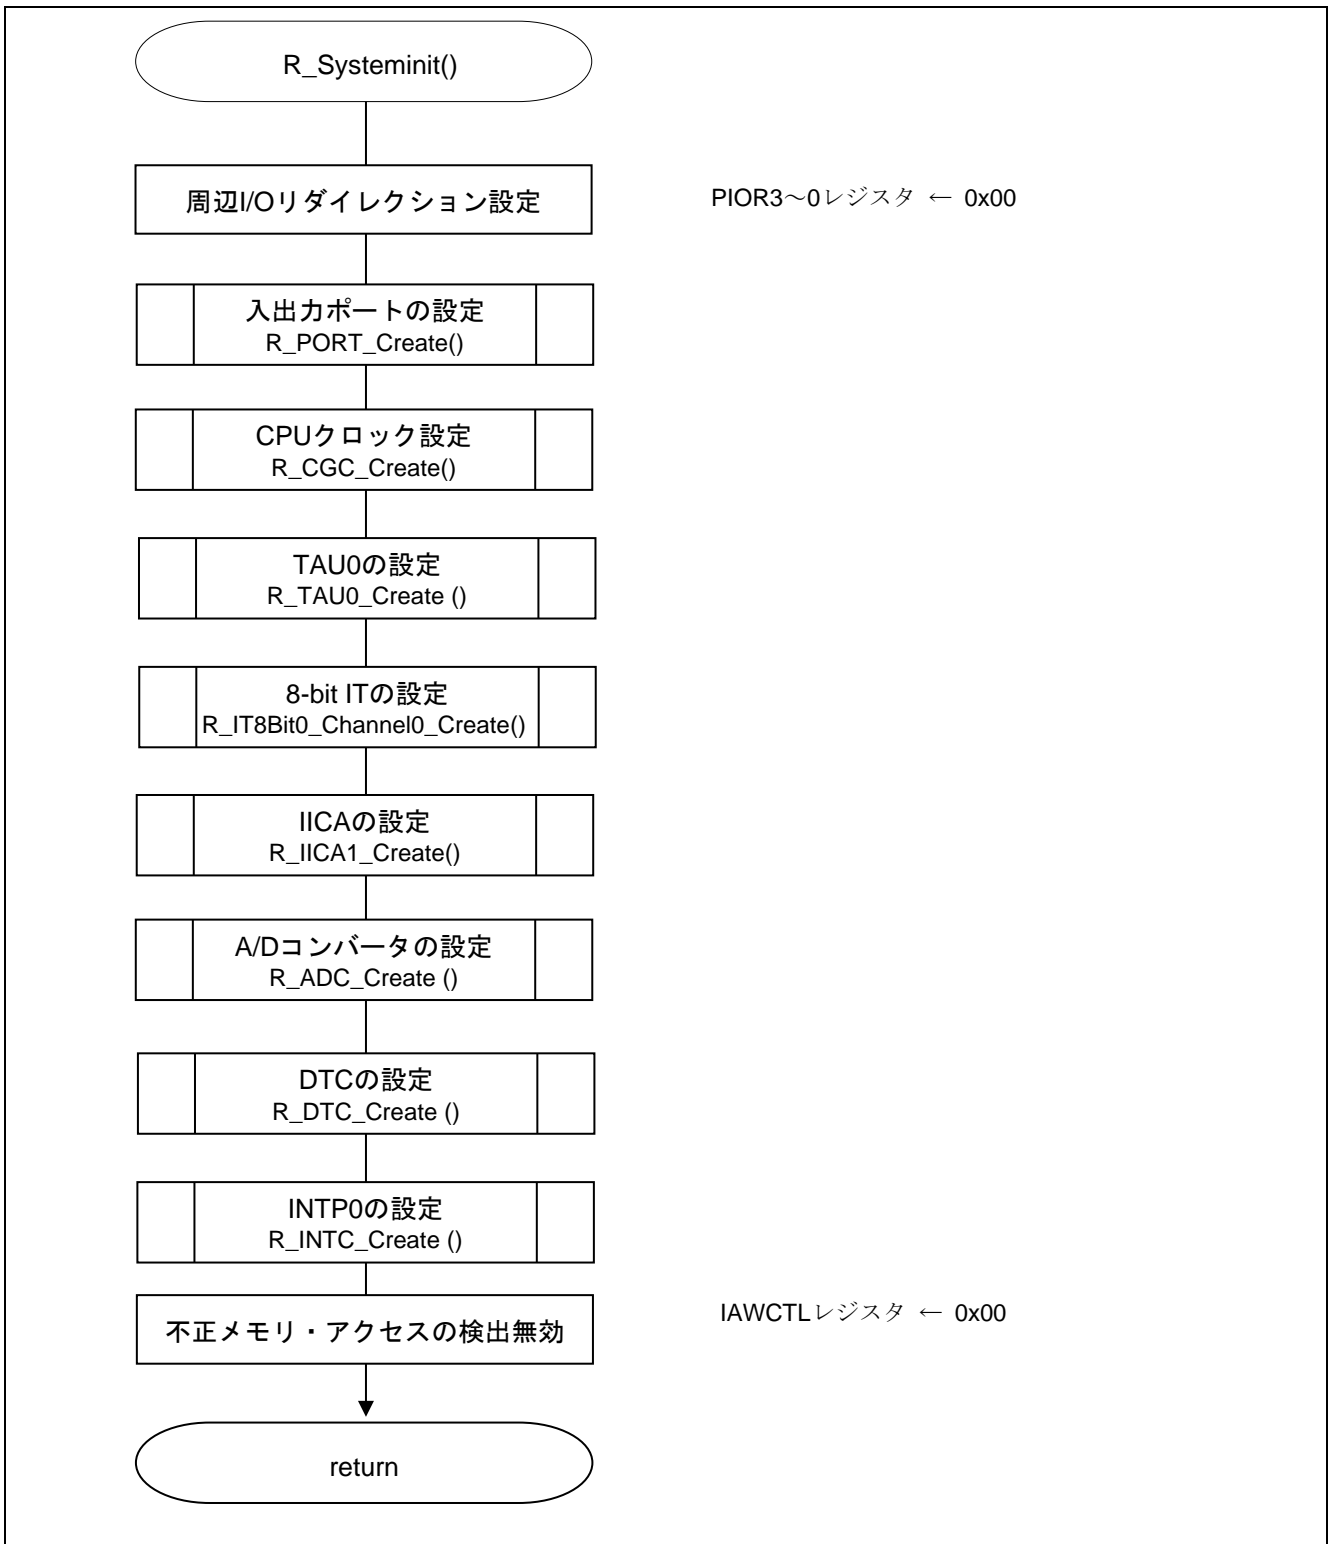 R_Systeminit()
周辺I/Oリダイレクション設定
PIOR3～0レジスタ ← 0x00
入出力ポートの設定
R_PORT_Create()
CPUクロック設定
R_CGC_Create()
TAU0の設定
R_TAU0_Create ()
8-bit ITの設定
R_IT8Bit0_Channel0_Create()
IICAの設定
R_IICA1_Create()
A/Dコンバータの設定
R_ADC_Create ()
DTCの設定
R_DTC_Create ()
INTP0の設定
R_INTC_Create ()
不正メモリ・アクセスの検出無効
IAWCTLレジスタ ← 0x00
return